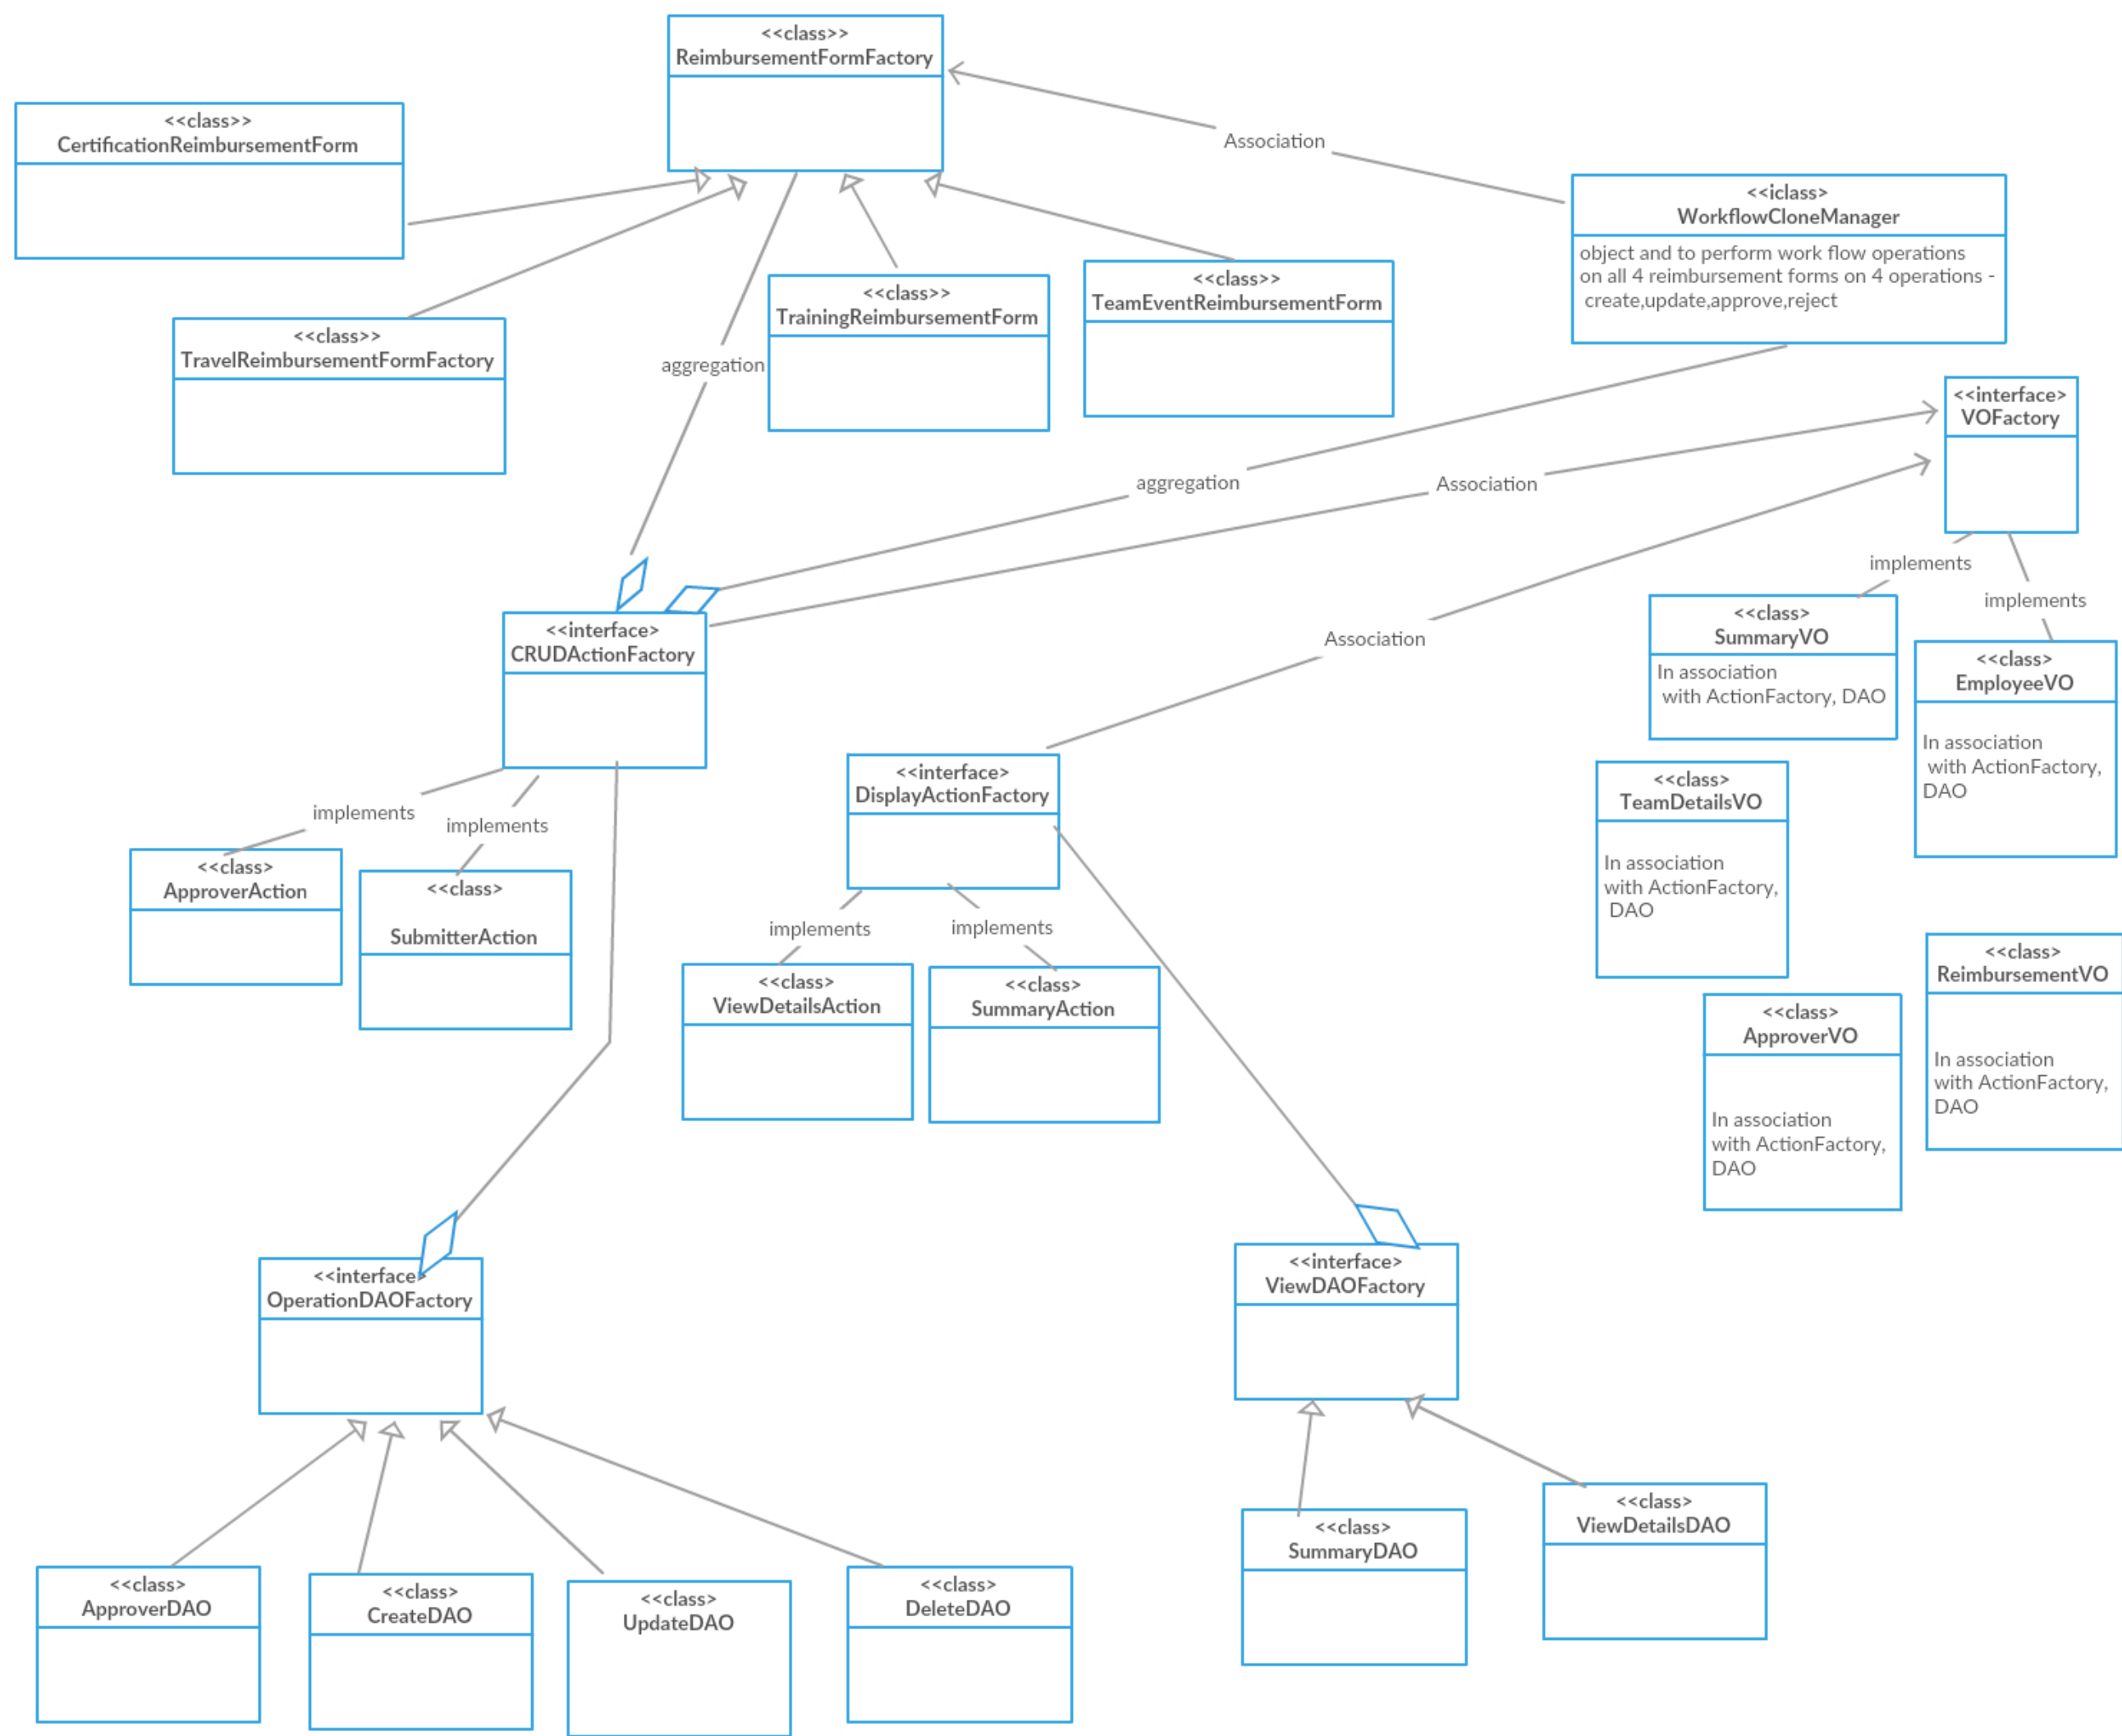 <<class>>
ReimbursementFormFactory
<<class>>
CertificationReimbursementForm
Association
<<iclass>
WorkflowCloneManager
object and to perform work flow operations
on all 4 reimbursement forms on 4 operations -
create,update,approve,reject
<<class>>
TravelReimbursementFormFactory
<<class>>
TrainingReimbursementForm
<<class>>
TeamEventReimbursementForm
aggregation
<<interface>
VOFactory
aggregation
Association
implements
implements
<<interface>
CRUDActionFactory
Association
<<class>
SummaryVO
In association
with ActionFactory, DAO
<<class>
EmployeeVO
In association
with ActionFactory,
DAO
<<interface>
DisplayActionFactory
<<class>
TeamDetailsVO
In association
with ActionFactory,
DAO
implements
implements
<<class>
ApproverAction
<<class>
SubmitterAction
implements
implements
<<class>
ViewDetailsAction
<<class>
SummaryAction
<<class>
ReimbursementVO
In association
with ActionFactory,
DAO
<<class>
ApproverVO
In association
with ActionFactory,
DAO
<<interface>
OperationDAOFactory
<<interface>
ViewDAOFactory
<<class>
SummaryDAO
<<class>
ViewDetailsDAO
<<class>
ApproverDAO
<<class>
CreateDAO
<<class>
UpdateDAO
<<class>
DeleteDAO